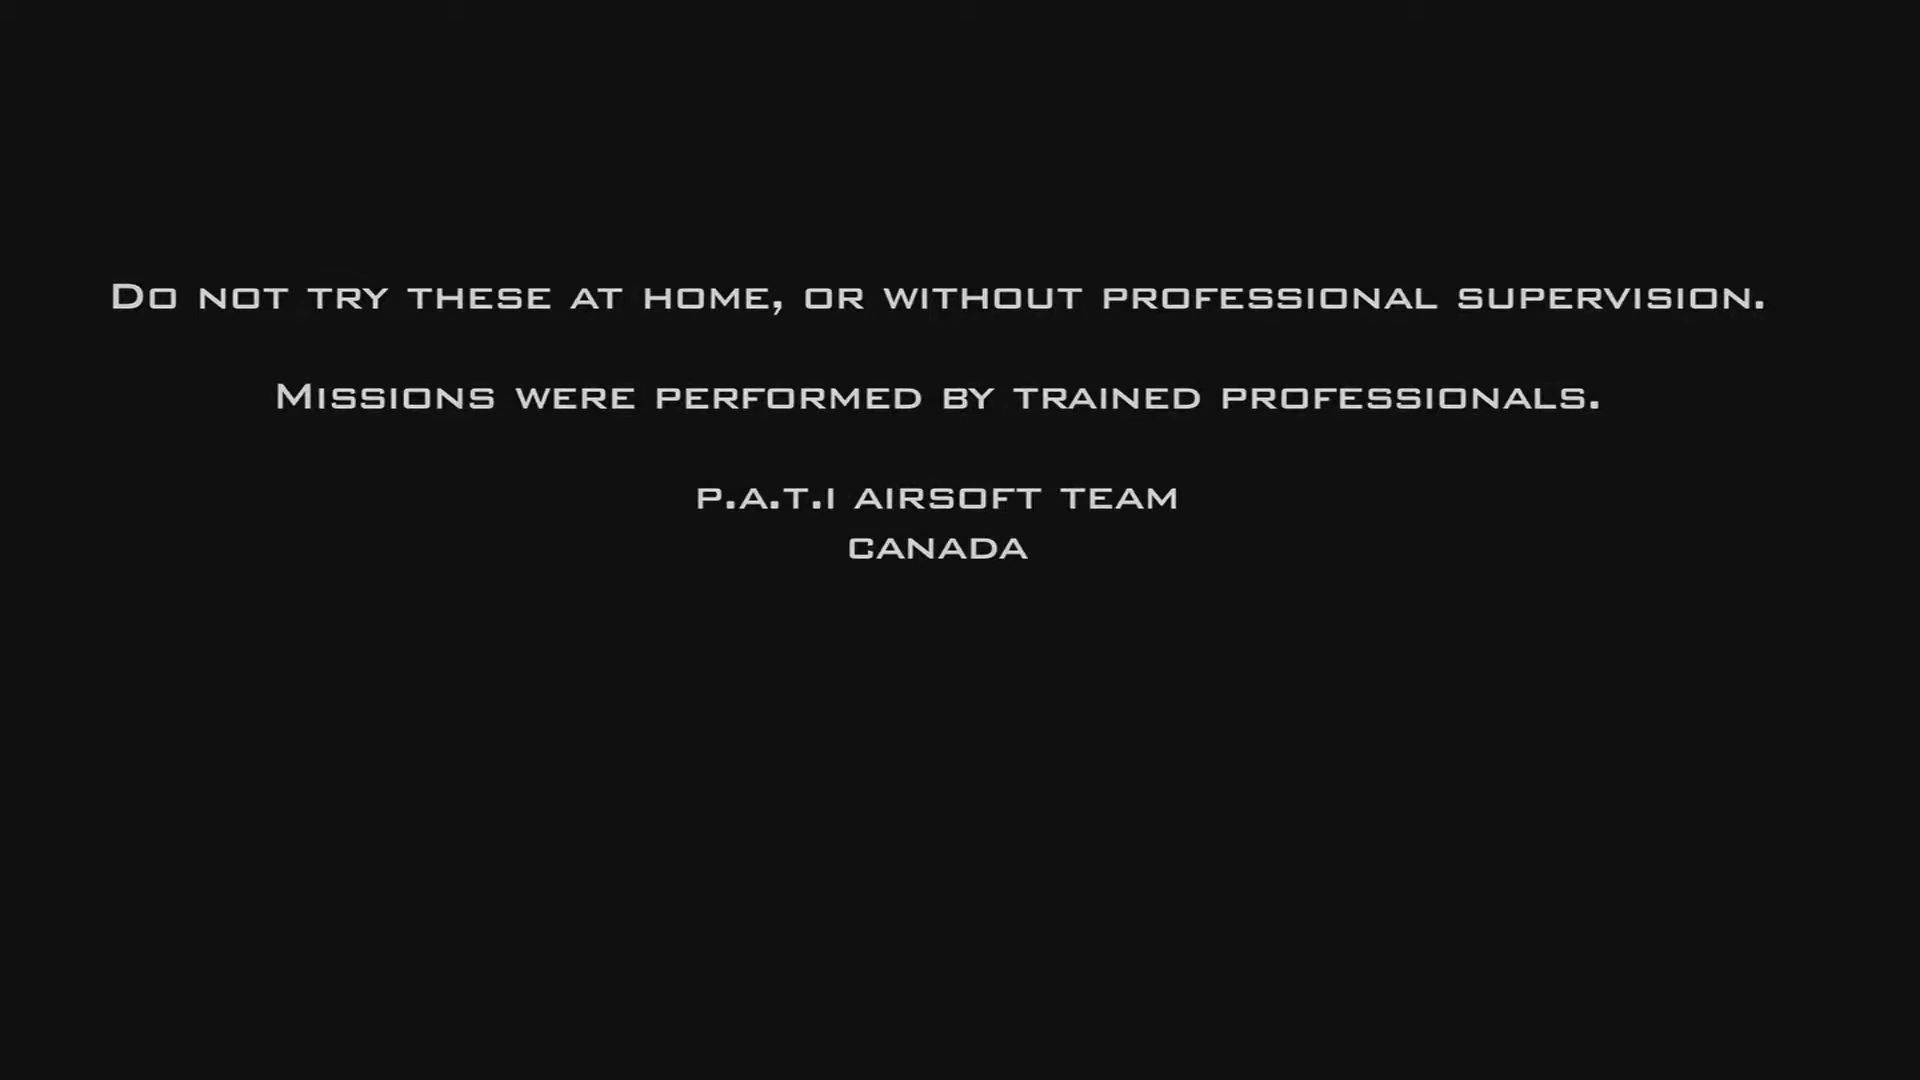 Do not try these at home, or without professional supervision.
Missions were performed by trained professionals.
P.A.T.I AIRSOFT TEAM
CANADA